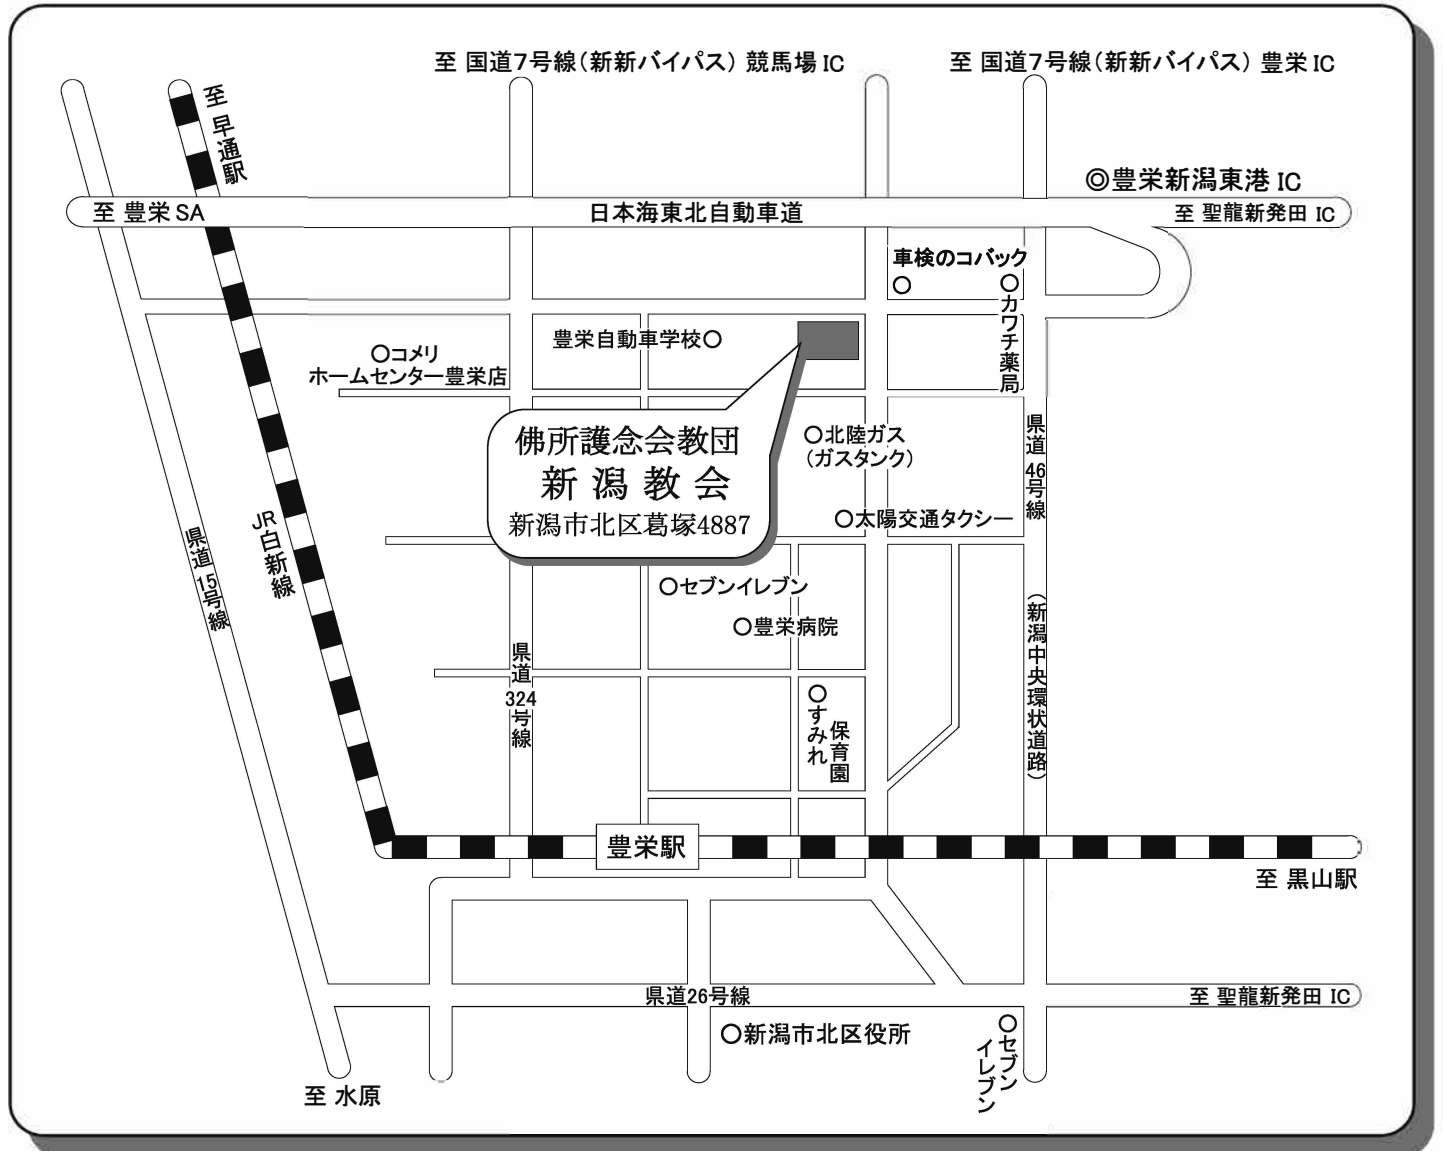 至 国道7号線(新新バイパス) 競馬場 IC
至 国道7号線(新新バイパス) 豊栄 IC
至 早通駅
◎豊栄新潟東港 IC
至 豊栄 SA
日本海東北自動車道
至 聖龍新発田 IC
車検のコバック
○
○カワチ薬局
豊栄自動車学校○
○コメリ
ホームセンター豊栄店
佛所護念会教団
新潟教会
新潟市北区葛塚4887
○北陸ガス
(ガスタンク)
県道46号線
(新潟中央環状道路)
○太陽交通タクシー
JR白新線
県道15号線
○セブンイレブン
○豊栄病院
県道324号線
○すみれ
保育園
豊栄駅
至 黒山駅
県道26号線
至 聖龍新発田 IC
○新潟市北区役所
○セブン
イレブン
至 水原